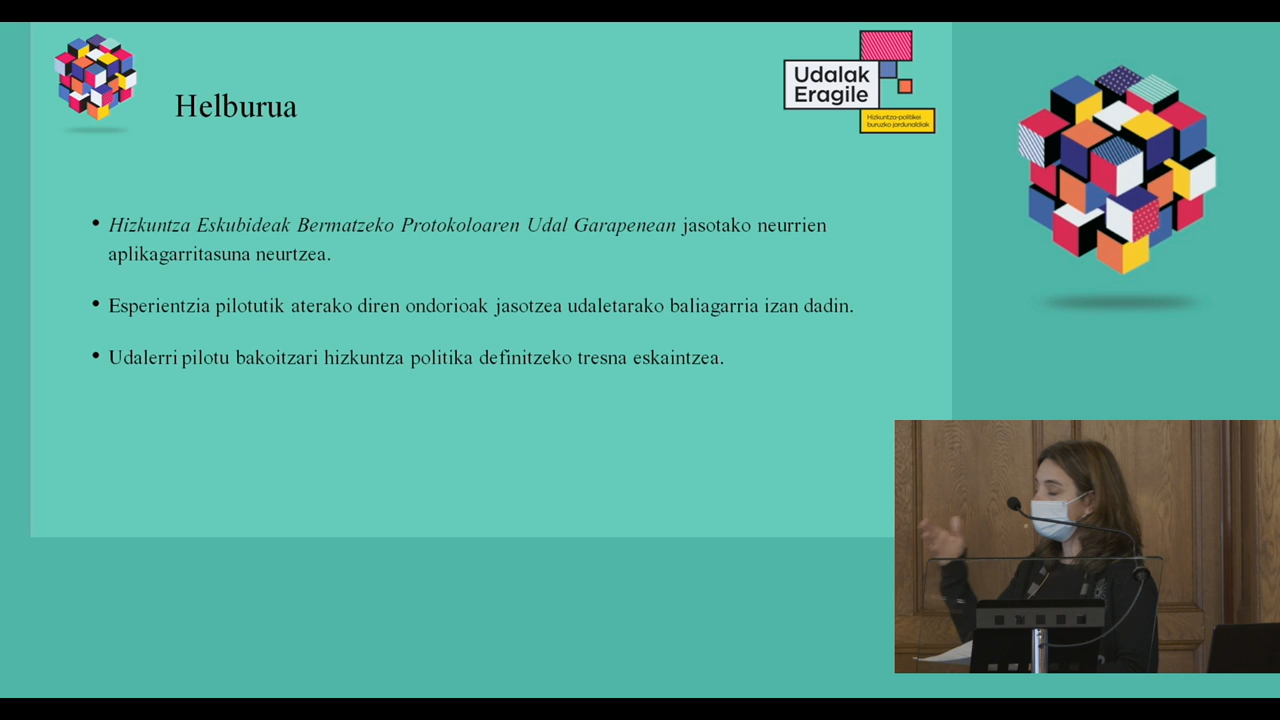 Helburua
Udalak
Eragile
Hizkuntza-politikei
buruzko jardunaldiak
• Hizkuntza Eskubideak Bermatzeko Protokoloaren Udal Garapenean jasotako neurrien
aplikagarritasuna neurtzea.
• Esperientzia pilotutik aterako diren ondorioak jasotzea udaletarako baliagarria izan dadin.
• Udalerri pilotu bakoitzari hizkuntza politika definitzeko tresna eskaintzea.